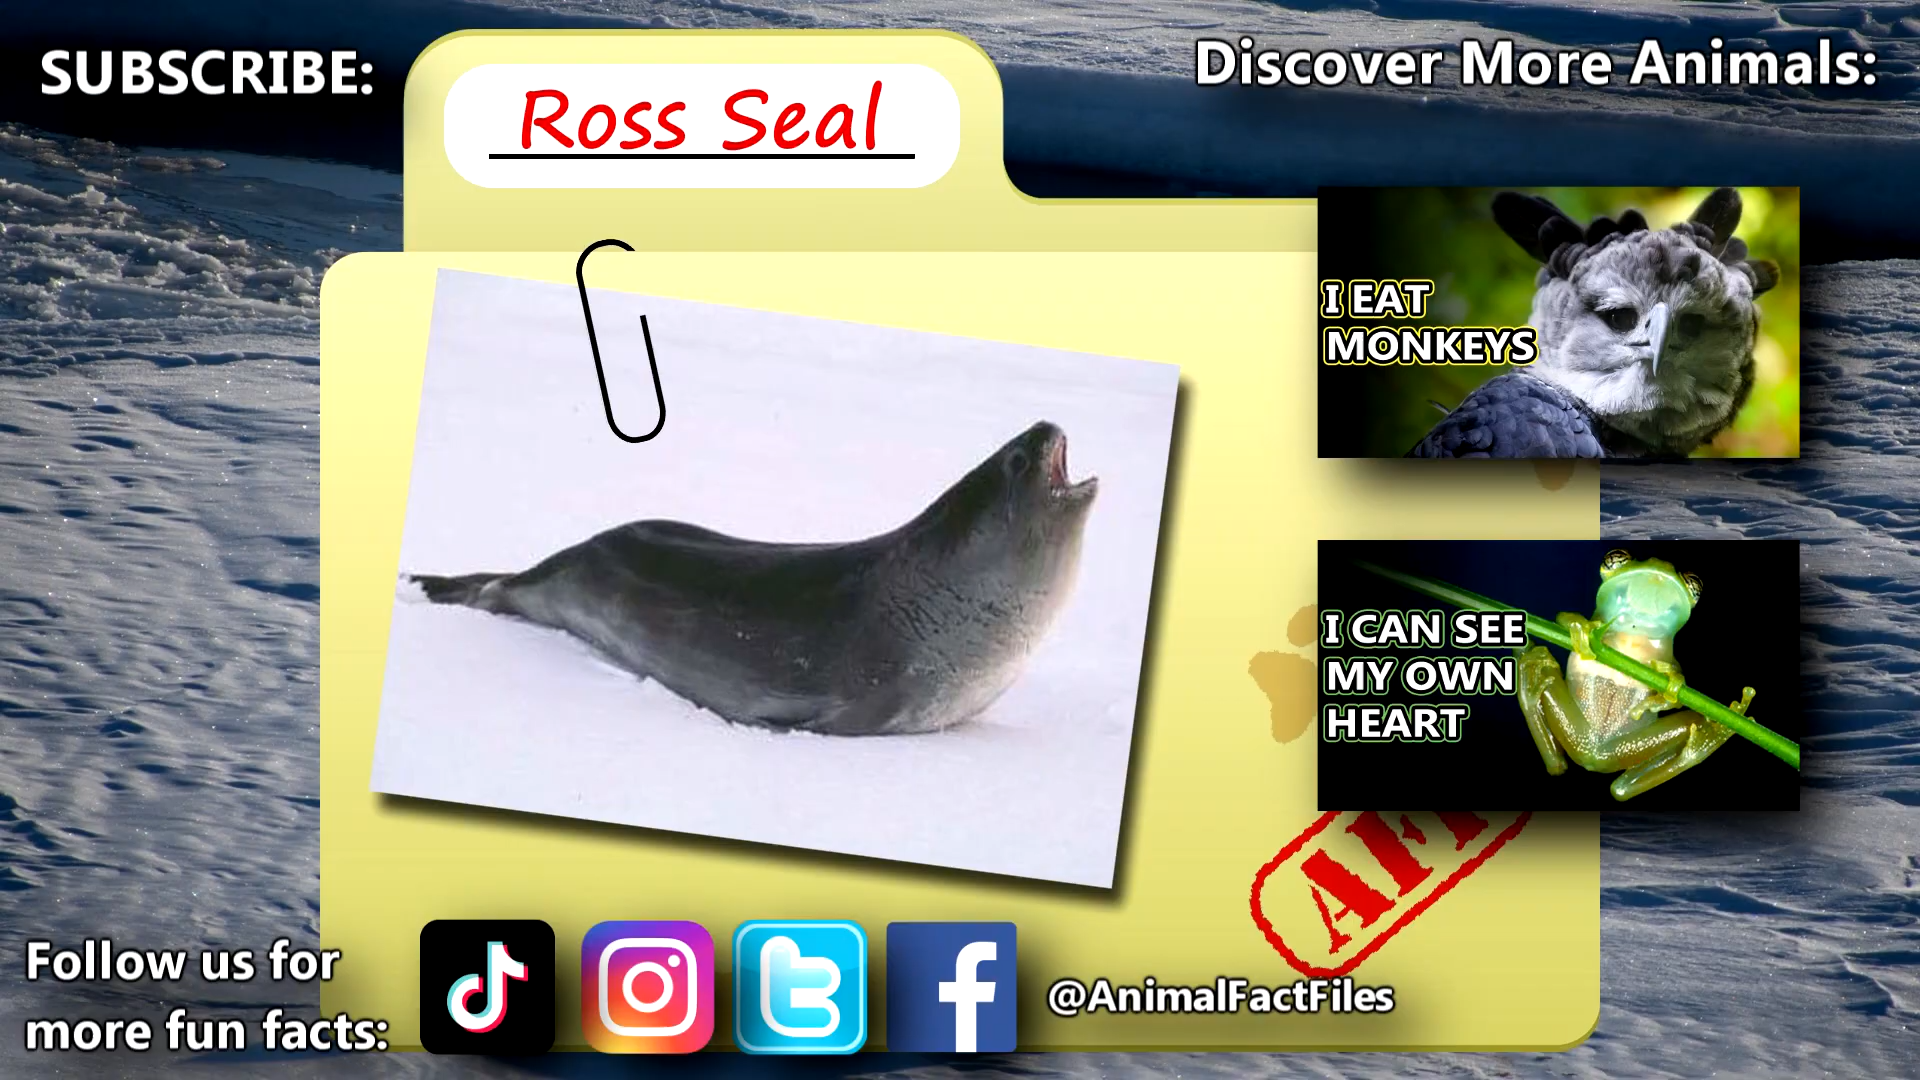 SUBSCRIBE:
Ross Seal
Discover More Animals:
I EAT
MONKEYS
I CAN SEE
MY OWN
HEART
Follow us for
more fun facts:
@AnimalFactFiles